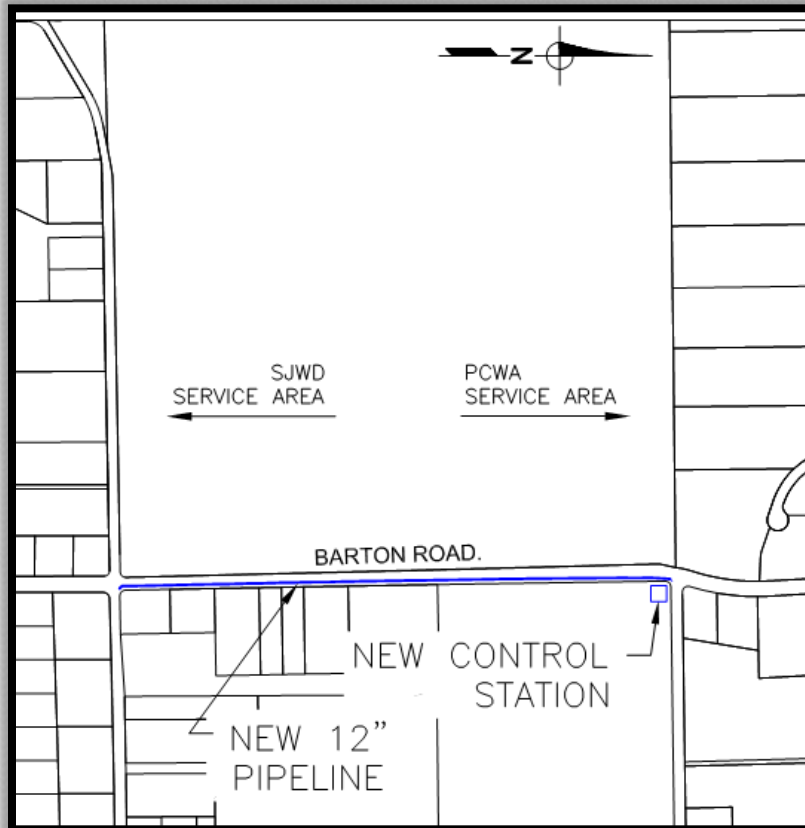 N
SJWD
SERVICE AREA
PCWA
SERVICE AREA
BARTON ROAD.
NEW CONTROL
STATION
NEW 12”
PIPELINE